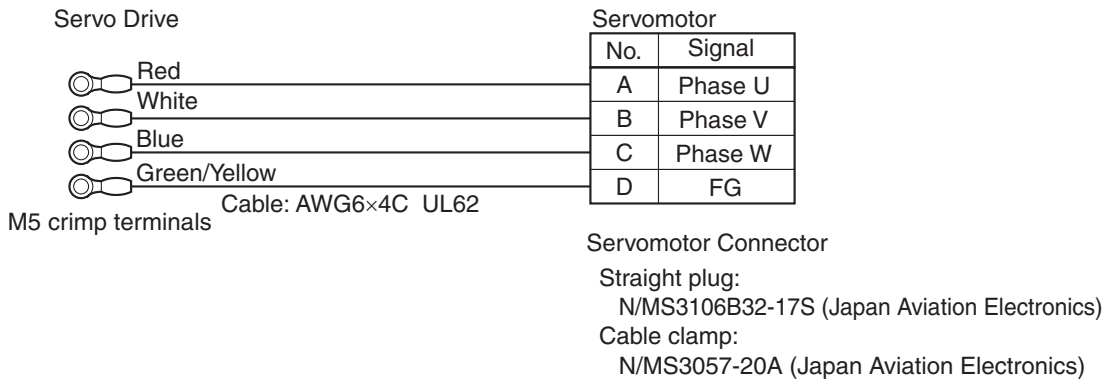 Servo Drive
Servomotor
No. Signal
Red
A Phase U
White
B Phase V
Blue
C Phase W
Green/Yellow
D FG
Cable: AWG6×4C UL62
M5 crimp terminals
Servomotor Connector
Straight plug:
N/MS3106B32-17S (Japan Aviation Electronics)
Cable clamp:
N/MS3057-20A (Japan Aviation Electronics)